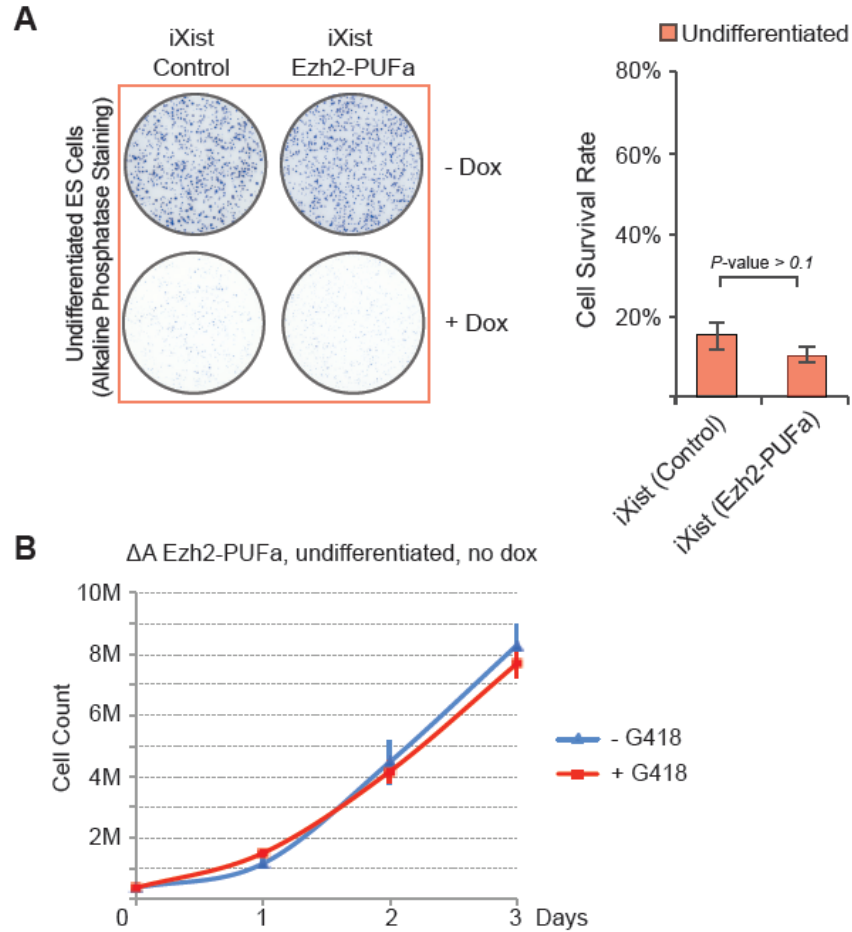 A
iXist
Control
iXist
Ezh2-PUFa
Undifferentiated ES Cells
(Alkaline Phosphatase Staining)
- Dox
+ Dox
Undifferentiated
Cell Survival Rate
80%
60%
40%
20%
P-value > 0.1
iXist (Control)
iXist (Ezh2-PUFa)
B
ΔA Ezh2-PUFa, undifferentiated, no dox
Cell Count
10M
8M
6M
4M
2M
0 1 2 3 Days
- G418
+ G418